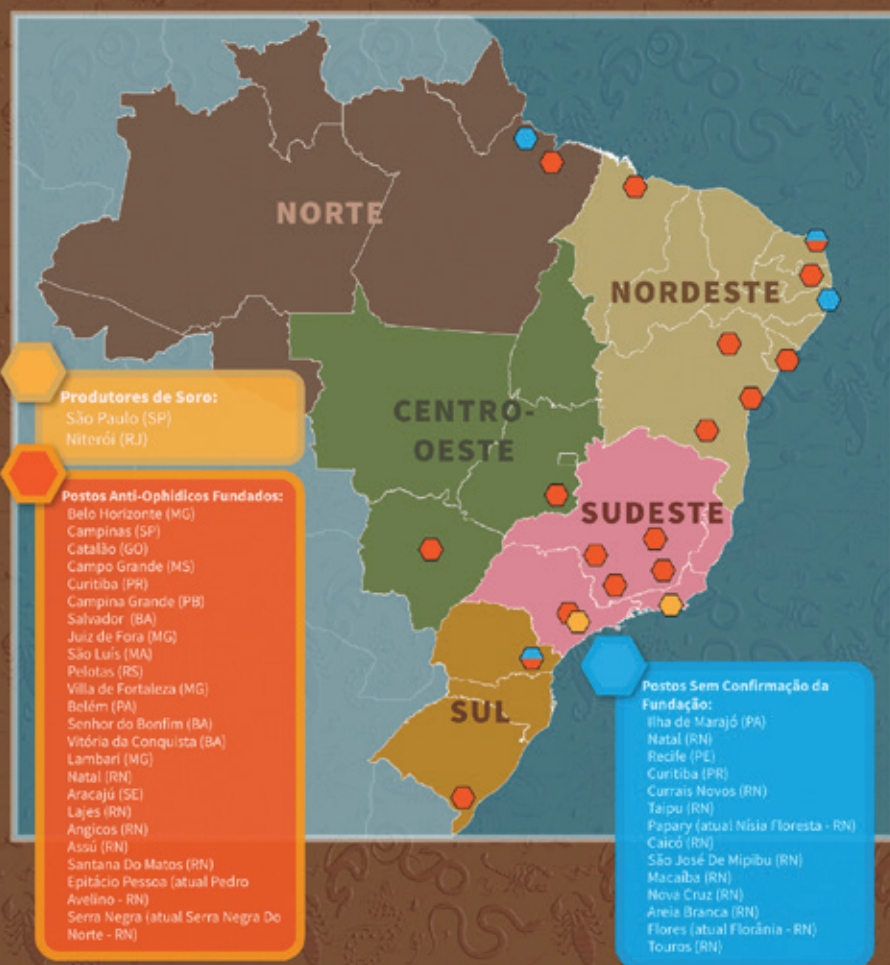 NORTE
NORDESTE
CENTRO-
OESTE
SUDESTE
SUL
Produtores de Soro:
São Paulo (SP)
Niterói (RJ)
Postos Anti-Ophidicos Fundados:
Belo Horizonte (MG)
Campinas (SP)
Catalão (GO)
Campo Grande (MS)
Curitiba (PR)
Campina Grande (PB)
Salvador (BA)
Juiz de Fora (MG)
São Luís (MA)
Pelotas (RS)
Villa de Fortaleza (MG)
Belém (PA)
Senhor do Bonfim (BA)
Vitória da Conquista (BA)
Lambari (MG)
Natal (RN)
Aracajú (SE)
Lajes (RN)
Angicos (RN)
Assú (RN)
Santana Do Matos (RN)
Epitácio Pessoa (atual Pedro
Avelino - RN)
Serra Negra (atual Serra Negra Do
Norte - RN)
Postos Sem Confirmação da
Fundação:
Ilha de Marajó (PA)
Natal (RN)
Recife (PE)
Curitiba (PR)
Currais Novos (RN)
Taipu (RN)
Papary (atual Nísia Floresta - RN)
Caicó (RN)
São José De Mipibu (RN)
Macaíba (RN)
Nova Cruz (RN)
Areia Branca (RN)
Flores (atual Florânia - RN)
Touros (RN)